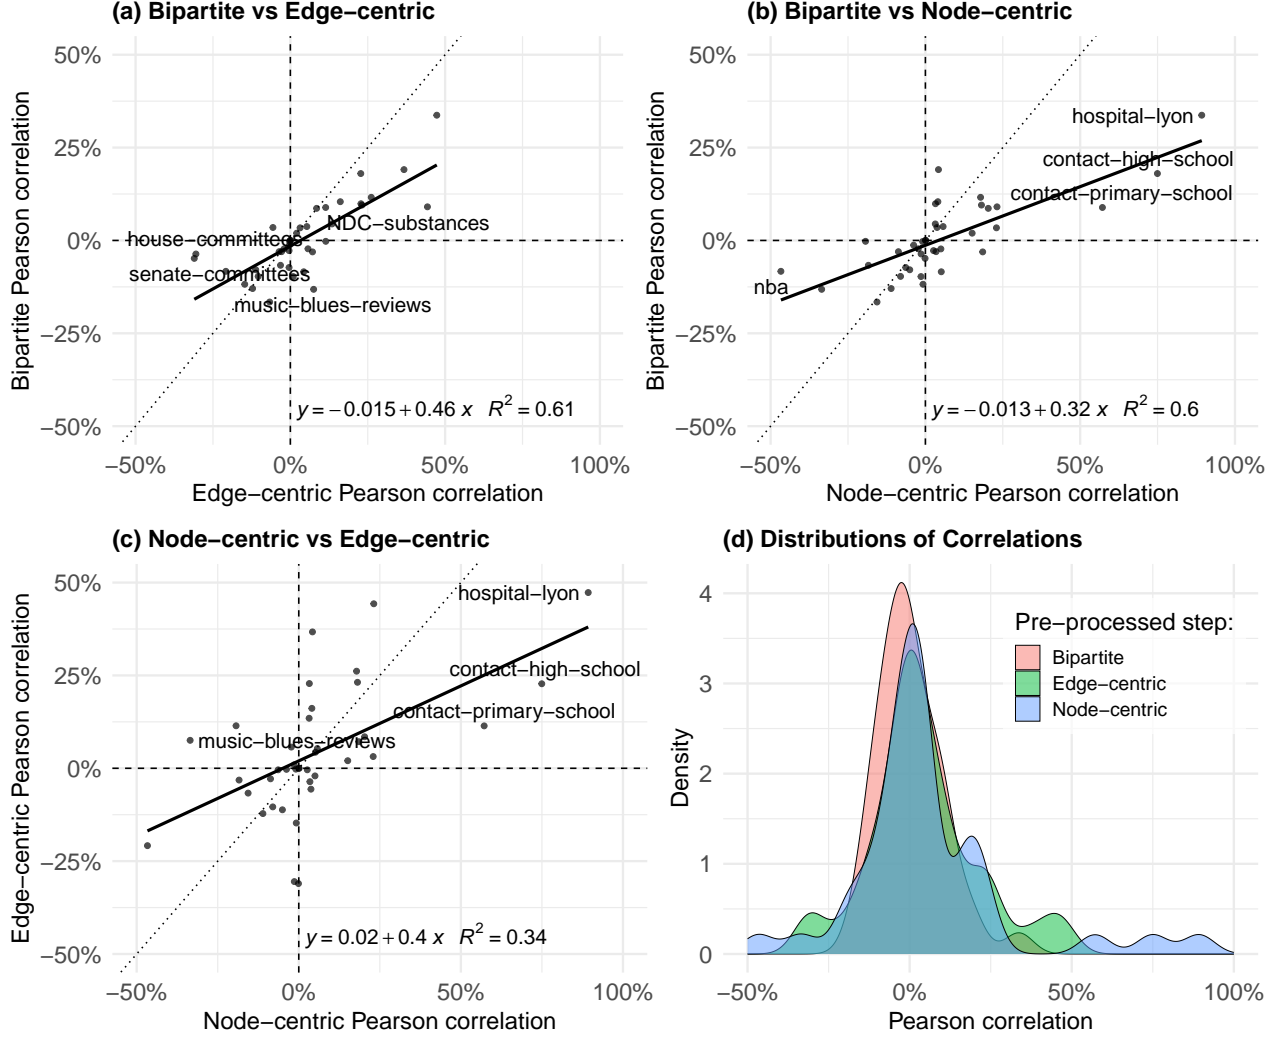 (a) Bipartite vs Edge−centric
50%
25%
0%
−25%
−50%
Bipartite Pearson correlation
NDC−substances
house−committees
senate−committees
music−blues−reviews
y = −0.015 + 0.46 x   R² = 0.61
−50%
0%
50%
100%
Edge−centric Pearson correlation
(b) Bipartite vs Node−centric
50%
25%
0%
−25%
−50%
Bipartite Pearson correlation
hospital−lyon
contact−high−school
contact−primary−school
nba
y = −0.013 + 0.32 x   R² = 0.6
−50%
0%
50%
100%
Node−centric Pearson correlation
(c) Node−centric vs Edge−centric
50%
25%
0%
−25%
−50%
Edge−centric Pearson correlation
hospital−lyon
contact−high−school
contact−primary−school
music−blues−reviews
y = 0.02 + 0.4 x   R² = 0.34
−50%
0%
50%
100%
Node−centric Pearson correlation
(d) Distributions of Correlations
4
3
2
1
0
Density
Pre−processed step:
Bipartite
Edge−centric
Node−centric
−50%
0%
50%
100%
Pearson correlation